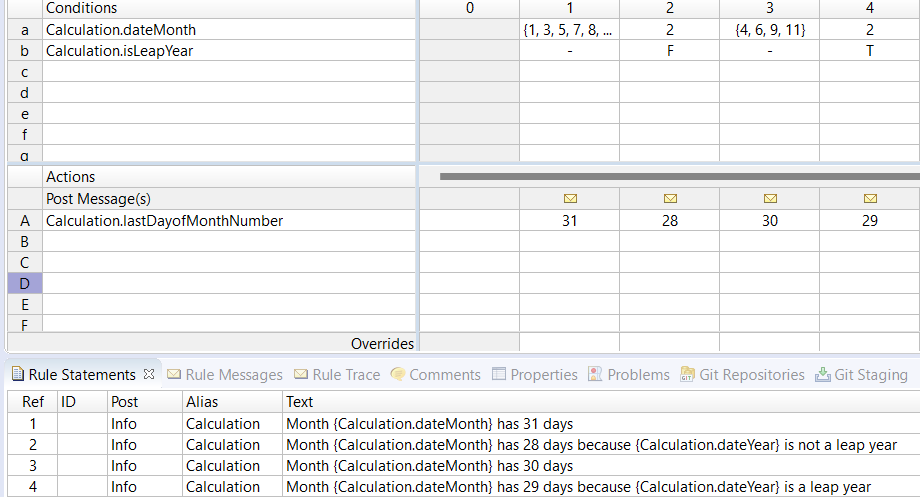 Conditions 0 1 2 3 4
a Calculation.dateMonth {1, 3, 5, 7, 8, ... 2 {4, 6, 9, 11} 2
b Calculation.isLeapYear - F - T
c
d
e
f
g
Actions
Post Message(s)
A Calculation.lastDayofMonthNumber 31 28 30 29
B
C
D
E
F
Overrides
Rule Statements Rule Messages Rule Trace Comments Properties Problems Git Repositories Git Staging
Ref ID Post Alias Text
1 Info Calculation Month {Calculation.dateMonth} has 31 days
2 Info Calculation Month {Calculation.dateMonth} has 28 days because {Calculation.dateYear} is not a leap year
3 Info Calculation Month {Calculation.dateMonth} has 30 days
4 Info Calculation Month {Calculation.dateMonth} has 29 days because {Calculation.dateYear} is a leap year